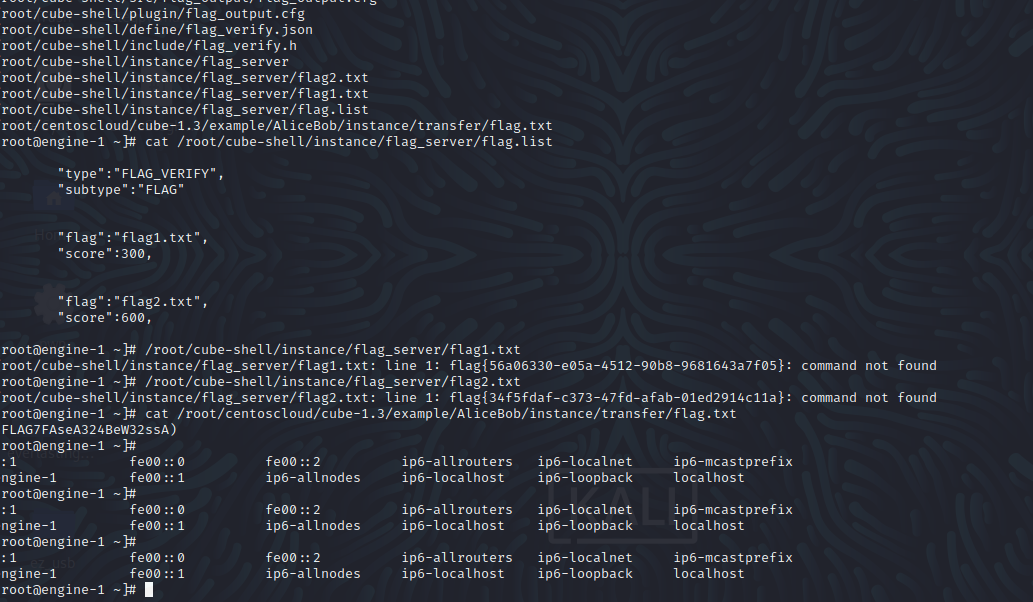 root/cube-shell/src/flag_output/flag_output.cfg
root/cube-shell/plugin/flag_output.cfg
root/cube-shell/define/flag_verify.json
root/cube-shell/include/flag_verify.h
root/cube-shell/instance/flag_server
root/cube-shell/instance/flag_server/flag2.txt
root/cube-shell/instance/flag_server/flag1.txt
root/cube-shell/instance/flag_server/flag.list
root/centoscloud/cube-1.3/example/AliceBob/instance/transfer/flag.txt
root@engine-1 ~]# cat /root/cube-shell/instance/flag_server/flag.list
"type":"FLAG_VERIFY",
"subtype":"FLAG"
"flag":"flag1.txt",
"score":300,
"flag":"flag2.txt",
"score":600,
root@engine-1 ~]# /root/cube-shell/instance/flag_server/flag1.txt
root/cube-shell/instance/flag_server/flag1.txt: line 1: flag{56a06330-e05a-4512-90b8-9681643a7f05}: command not found
root@engine-1 ~]# /root/cube-shell/instance/flag_server/flag2.txt
root/cube-shell/instance/flag_server/flag2.txt: line 1: flag{34f5fdaf-c373-47fd-afab-01ed2914c11a}: command not found
root@engine-1 ~]# cat /root/centoscloud/cube-1.3/example/AliceBob/instance/transfer/flag.txt
FLAG7FAseA324BeW32ssA)
root@engine-1 ~]#
:1 fe00::0 fe00::2 ip6-allrouters ip6-localnet ip6-mcastprefix
ngine-1 fe00::1 ip6-allnodes ip6-localhost ip6-loopback localhost
root@engine-1 ~]#
:1 fe00::0 fe00::2 ip6-allrouters ip6-localnet ip6-mcastprefix
ngine-1 fe00::1 ip6-allnodes ip6-localhost ip6-loopback localhost
root@engine-1 ~]#
:1 fe00::0 fe00::2 ip6-allrouters ip6-localnet ip6-mcastprefix
ngine-1 fe00::1 ip6-allnodes ip6-localhost ip6-loopback localhost
root@engine-1 ~]#
KALI